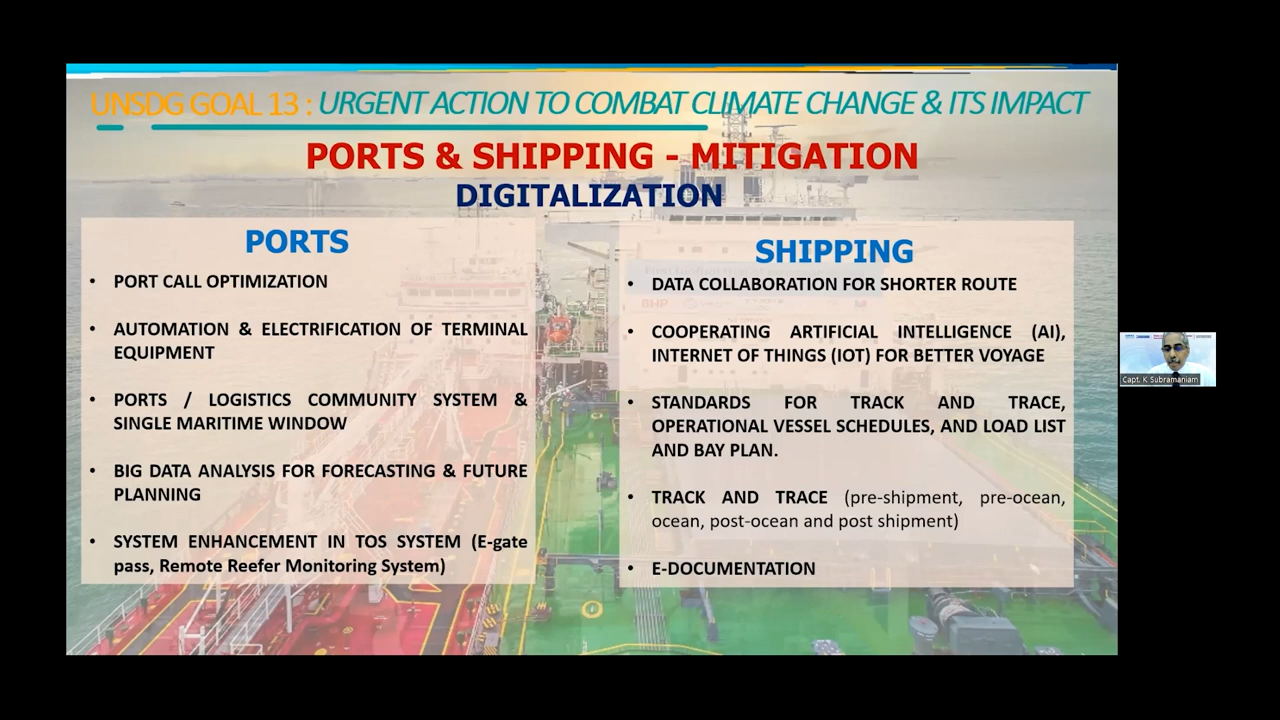 UNSDG GOAL 13 : URGENT ACTION TO COMBAT CLIMATE CHANGE & ITS IMPACT
PORTS & SHIPPING - MITIGATION
DIGITALIZATION
PORTS
• PORT CALL OPTIMIZATION
• AUTOMATION & ELECTRIFICATION OF TERMINAL
EQUIPMENT
• PORTS / LOGISTICS COMMUNITY SYSTEM &
SINGLE MARITIME WINDOW
• BIG DATA ANALYSIS FOR FORECASTING & FUTURE
PLANNING
• SYSTEM ENHANCEMENT IN TOS SYSTEM (E-gate
pass, Remote Reefer Monitoring System)
SHIPPING
• DATA COLLABORATION FOR SHORTER ROUTE
• COOPERATING ARTIFICIAL INTELLIGENCE (AI),
INTERNET OF THINGS (IOT) FOR BETTER VOYAGE
• STANDARDS FOR TRACK AND TRACE,
OPERATIONAL VESSEL SCHEDULES, AND LOAD LIST
AND BAY PLAN.
• TRACK AND TRACE (pre-shipment, pre-ocean,
ocean, post-ocean and post shipment)
• E-DOCUMENTATION
Capt. K Subramaniam